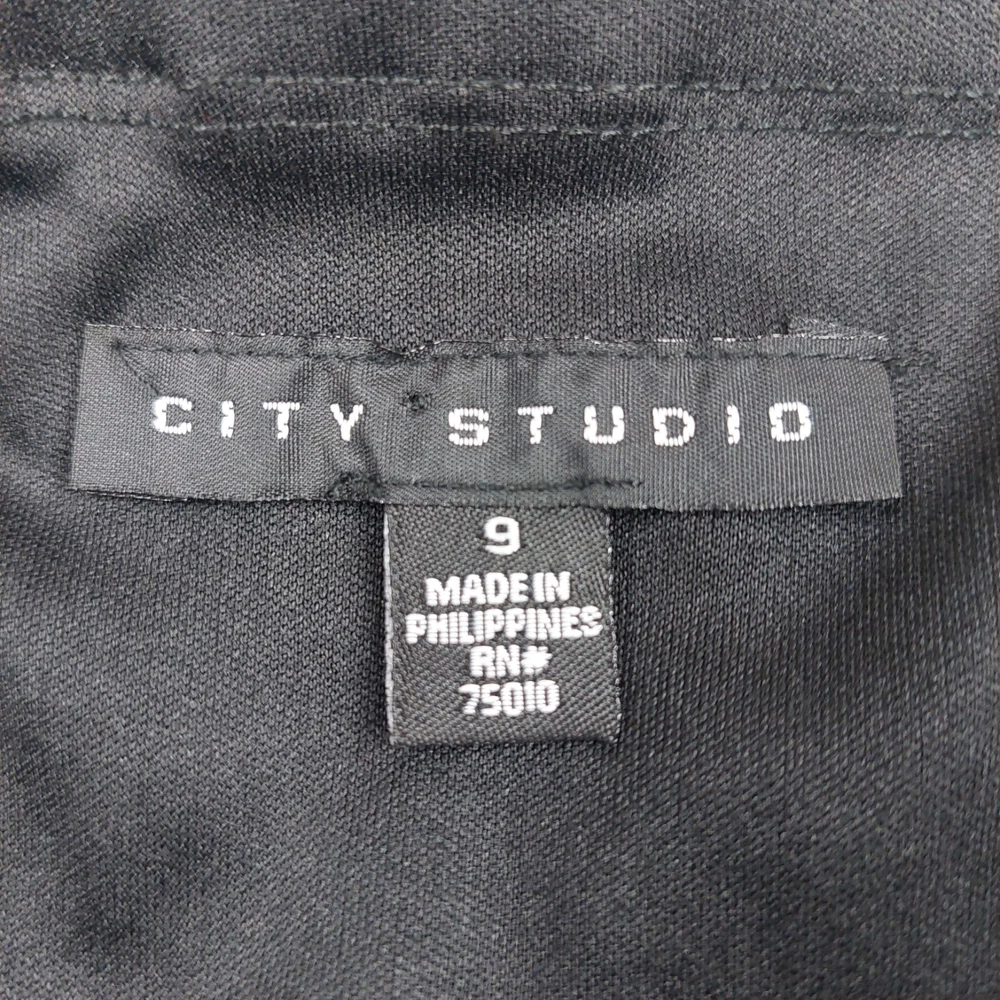 CITY STUDIO
9
MADE IN
PHILIPPINES
RN#
75010